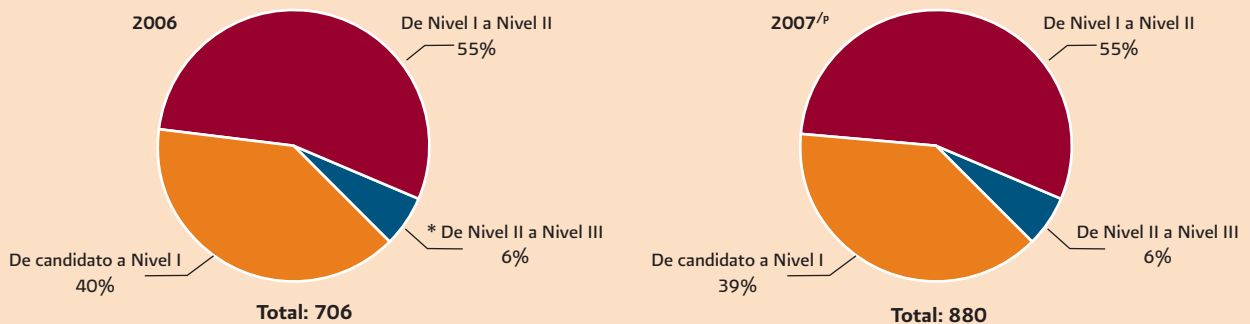 2006
De Nivel I a Nivel II
55%
* De Nivel II a Nivel III
6%
De candidato a Nivel I
40%
Total: 706
2007/p
De Nivel I a Nivel II
55%
De Nivel II a Nivel III
6%
De candidato a Nivel I
39%
Total: 880